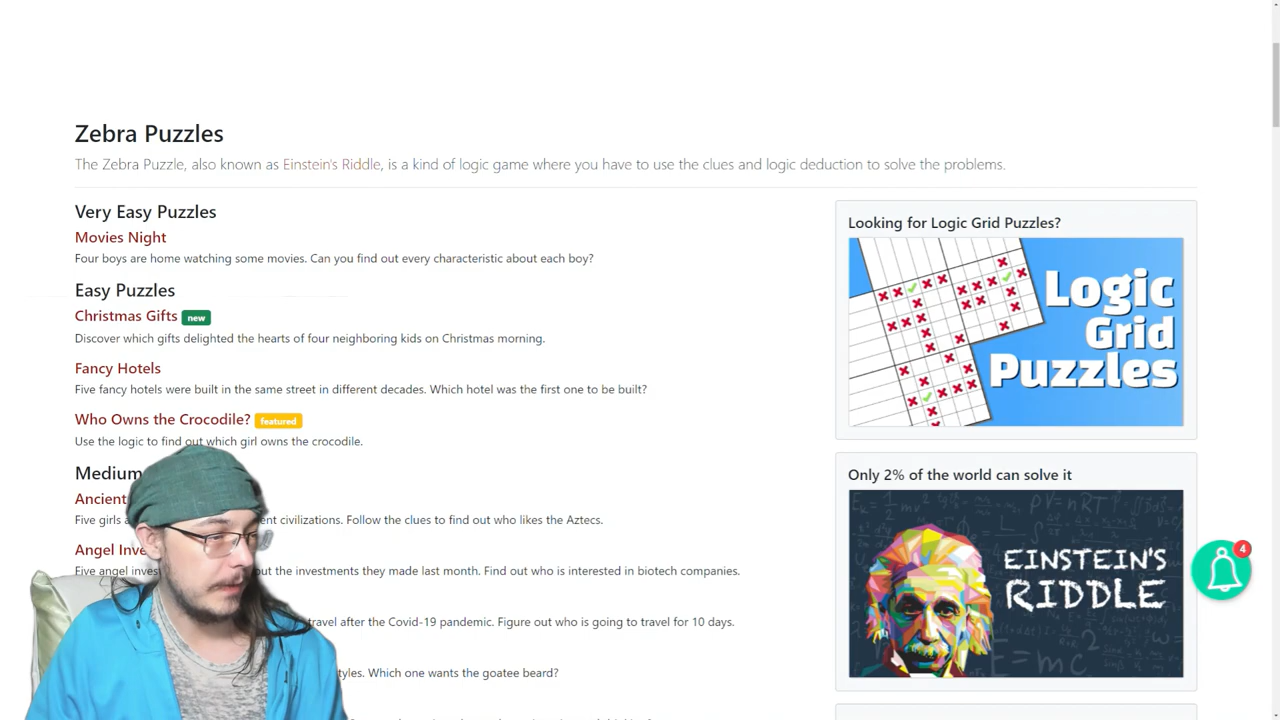 Zebra Puzzles
The Zebra Puzzle, also known as Einstein's Riddle, is a kind of logic game where you have to use the clues and logic deduction to solve the problems.
Very Easy Puzzles
Movies Night
Four boys are home watching some movies. Can you find out every characteristic about each boy?
Easy Puzzles
Christmas Gifts new
Discover which gifts delighted the hearts of four neighboring kids on Christmas morning.
Fancy Hotels
Five fancy hotels were built in the same street in different decades. Which hotel was the first one to be built?
Who Owns the Crocodile? featured
Use the logic to find out which girl owns the crocodile.
Medium
Ancient
Five girls civilizations. Follow the clues to find out who likes the Aztecs.
Angel
Five angel the investments they made last month. Find out who is interested in biotech companies.
travel after the Covid-19 pandemic. Figure out who is going to travel for 10 days.
Which one wants the goatee beard?
Looking for Logic Grid Puzzles?
Logic
Grid
Puzzles
Only 2% of the world can solve it
EINSTEIN'S
RIDDLE
E=mc
4